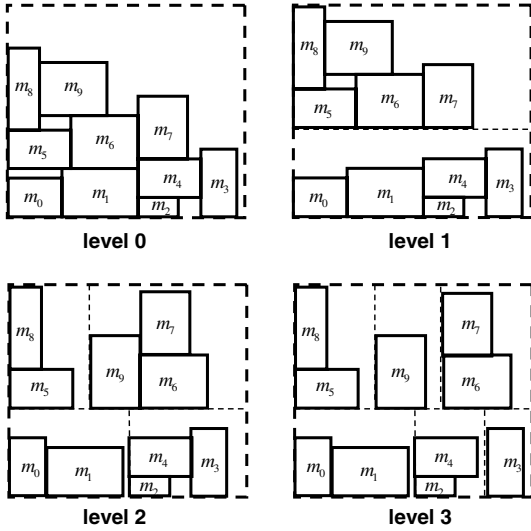 m8 m9
m5 m6 m7
m0 m1 m4 m2 m3
level 0
m8 m9
m5 m6 m7
m0 m1 m4 m2 m3
level 1
m8 m7
m5 m9 m6
m0 m1 m4 m2 m3
level 2
m8 m7
m5 m9 m6
m0 m1 m4 m2 m3
level 3